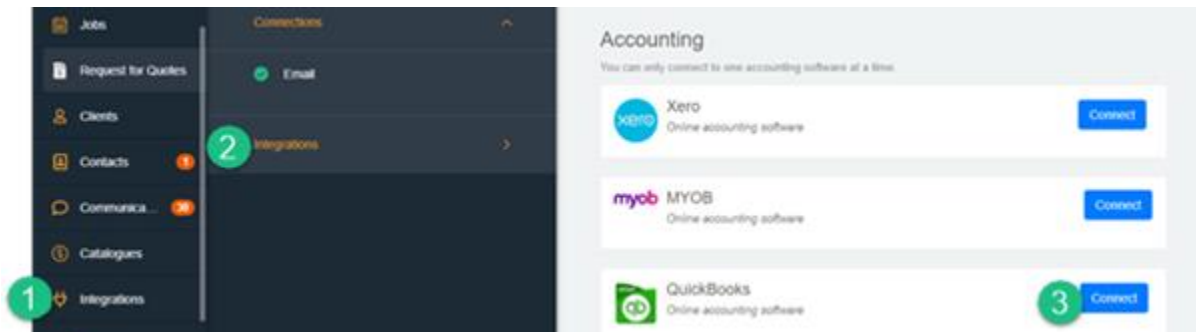 Jobs
Request for Quotes
Clients
Contacts 1
Communica... 30
Catalogues
1 Integrations
Connections
Email
2 Integrations
Accounting
You can only connect to one accounting software at a time.
xero Xero Connect
Online accounting software
myob MYOB Connect
Online accounting software
qb QuickBooks 3 Connect
Online accounting software